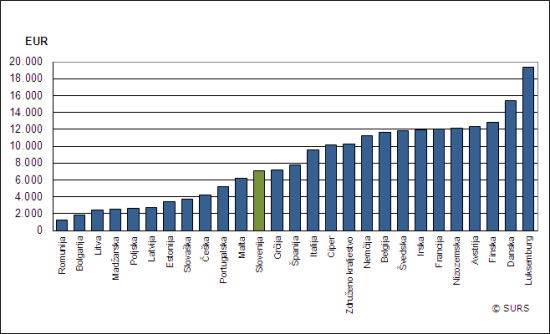 EUR
20 000
18 000
16 000
14 000
12 000
10 000
8 000
6 000
4 000
2 000
0
Romunija
Bolgarija
Litva
Madžarska
Poljska
Latvija
Estonija
Slovaška
Češka
Portugalska
Malta
Slovenija
Grčija
Španija
Italija
Ciper
Združeno kraljestvo
Nemčija
Belgija
Švedska
Irska
Francija
Nizozemska
Avstrija
Finska
Danska
Luksemburg
© SURS